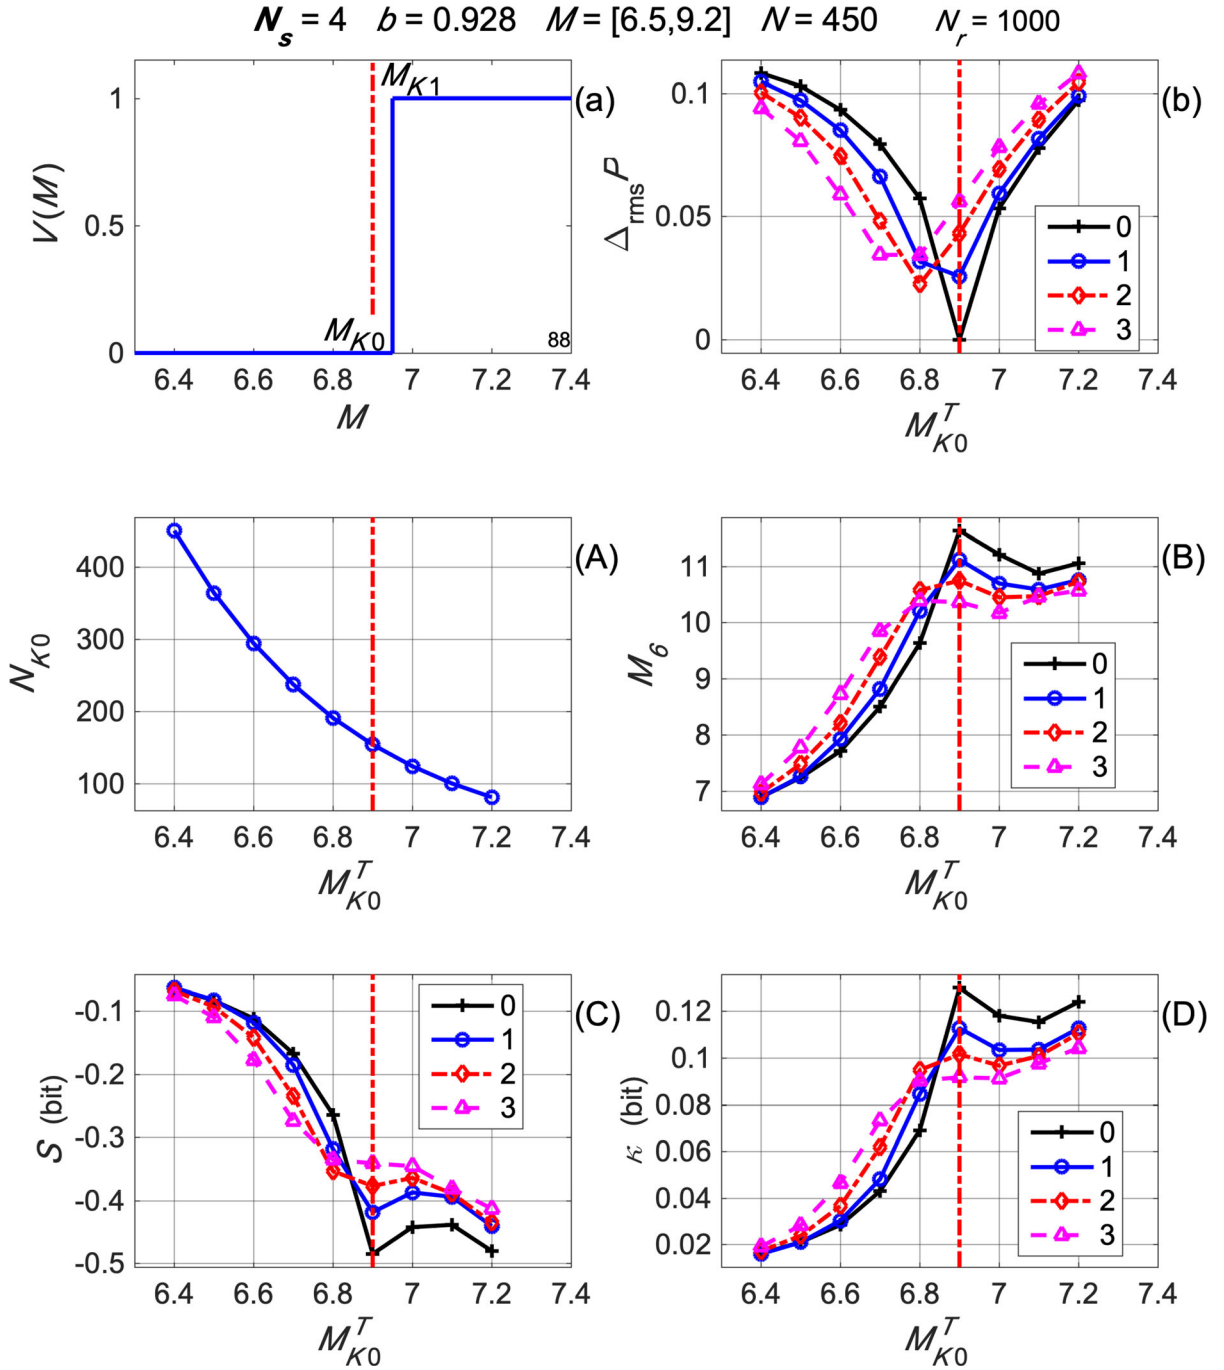 N_s = 4 b = 0.928 M = [6.5,9.2] N = 450 N_r = 1000
M_K1
(a)
1
0.5
0
V(M)
M_K0
88
6.4 6.6 6.8 7 7.2 7.4
M
(b)
0.1
0.05
0
Δ_rms P
0
1
2
3
6.4 6.6 6.8 7 7.2 7.4
M^T_K0
(A)
400
300
200
100
N_K0
6.4 6.6 6.8 7 7.2 7.4
M^T_K0
(B)
11
10
9
8
7
M_6
0
1
2
3
6.4 6.6 6.8 7 7.2 7.4
M^T_K0
(C)
-0.1
-0.2
-0.3
-0.4
-0.5
S (bit)
0
1
2
3
6.4 6.6 6.8 7 7.2 7.4
M^T_K0
(D)
0.12
0.1
0.08
0.06
0.04
0.02
κ (bit)
0
1
2
3
6.4 6.6 6.8 7 7.2 7.4
M^T_K0